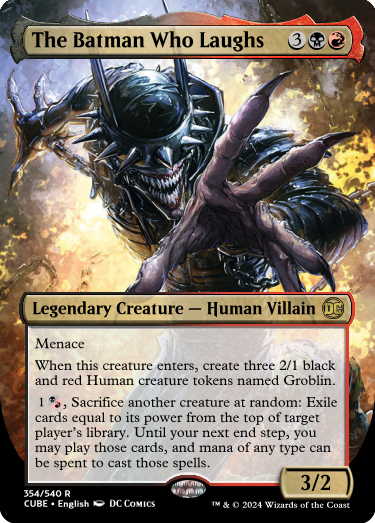 The Batman Who Laughs 3
Legendary Creature — Human Villain DC
Menace
When this creature enters, create three 2/1 black
and red Human creature tokens named Groblin.
1 , Sacrifice another creature at random: Exile
cards equal to its power from the top of target
player's library. Until your next end step, you
may play those cards, and mana of any type can
be spent to cast those spells.
3/2
354/540 R
CUBE • English DC COMICS
™ & © 2024 Wizards of the Coast